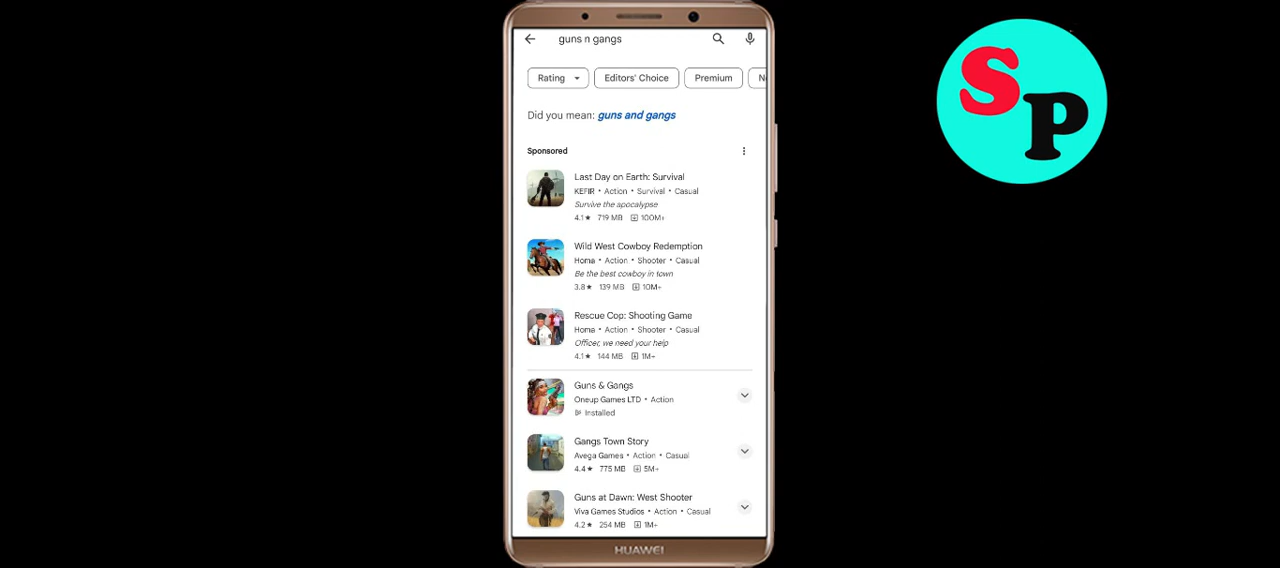 guns n gangs
Rating
Editors' Choice
Premium
Did you mean: guns and gangs
Sponsored
Last Day on Earth: Survival
KEFIR • Action • Survival • Casual
Survive the apocalypse
4.1★ 719 MB 100M+
Wild West Cowboy Redemption
Homa • Action • Shooter • Casual
Be the best cowboy in town
3.8★ 139 MB 10M+
Rescue Cop: Shooting Game
Homa • Action • Shooter • Casual
Officer, we need your help
4.1★ 144 MB 1M+
Guns & Gangs
Oneup Games LTD • Action
Installed
Gangs Town Story
Avega Games • Action • Casual
4.4★ 775 MB 5M+
Guns at Dawn: West Shooter
Viva Games Studios • Action • Casual
4.2★ 254 MB 1M+
HUAWEI
SP